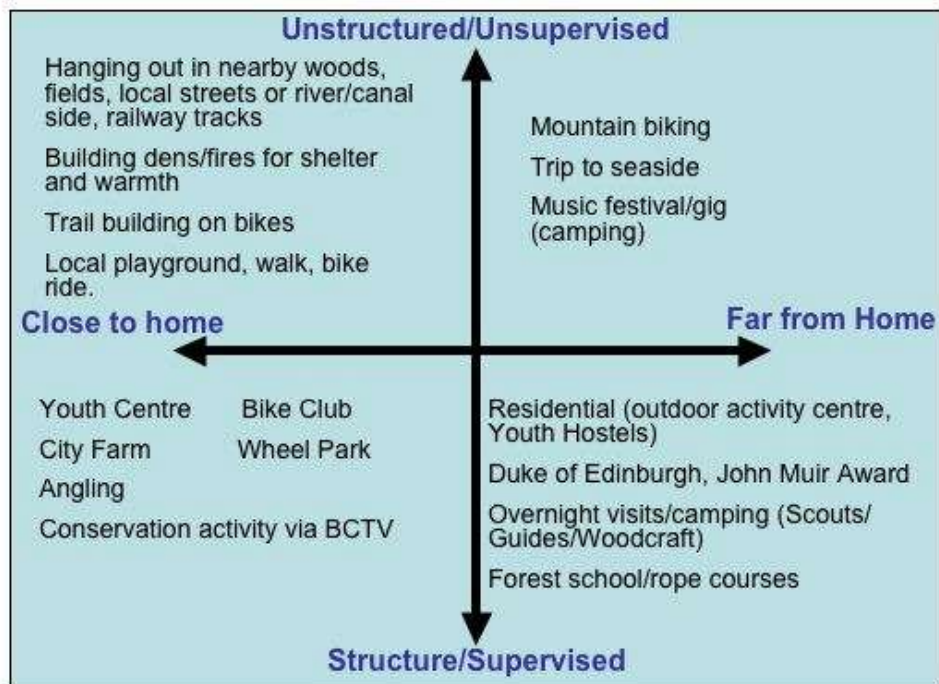 Unstructured/Unsupervised
Hanging out in nearby woods,
fields, local streets or river/canal
side, railway tracks
Building dens/fires for shelter
and warmth
Trail building on bikes
Local playground, walk, bike
ride.
Mountain biking
Trip to seaside
Music festival/gig
(camping)
Close to home
Far from Home
Youth Centre
Bike Club
City Farm
Wheel Park
Angling
Conservation activity via BCTV
Residential (outdoor activity centre,
Youth Hostels)
Duke of Edinburgh, John Muir Award
Overnight visits/camping (Scouts/
Guides/Woodcraft)
Forest school/rope courses
Structure/Supervised